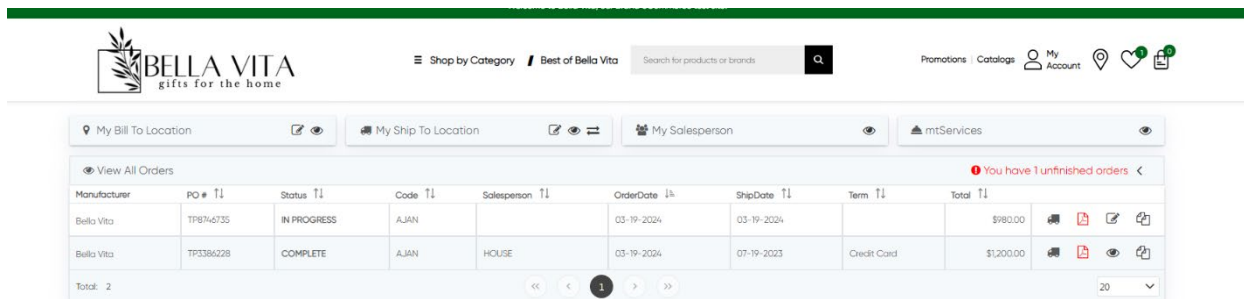 BELLA VITA
gifts for the home
Shop by Category Best of Bella Vita Search for products or brands Promotions | Catalogs My Account 1 0
My Bill To Location My Ship To Location My Salesperson mtServices
View All Orders You have 1 unfinished orders
Manufacturer PO # Status Code Salesperson OrderDate ShipDate Term Total
Bella Vita TP8746735 IN PROGRESS AJAN 03-19-2024 03-19-2024 $980.00
Bella Vita TP3386228 COMPLETE AJAN HOUSE 03-19-2024 07-19-2023 Credit Card $1,200.00
Total: 2 << < 1 > >> 20